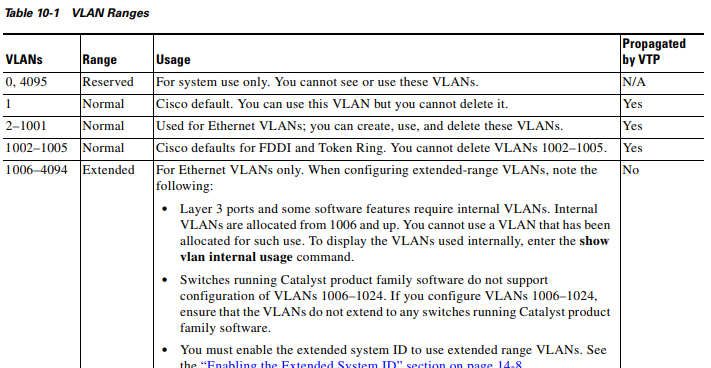 Table 10-1 VLAN Ranges
VLANs Range Usage Propagated by VTP
0, 4095 Reserved For system use only. You cannot see or use these VLANs. N/A
1 Normal Cisco default. You can use this VLAN but you cannot delete it. Yes
2–1001 Normal Used for Ethernet VLANs; you can create, use, and delete these VLANs. Yes
1002–1005 Normal Cisco defaults for FDDI and Token Ring. You cannot delete VLANs 1002–1005. Yes
1006–4094 Extended For Ethernet VLANs only. When configuring extended-range VLANs, note the No
following:
• Layer 3 ports and some software features require internal VLANs. Internal
VLANs are allocated from 1006 and up. You cannot use a VLAN that has been
allocated for such use. To display the VLANs used internally, enter the show
vlan internal usage command.
• Switches running Catalyst product family software do not support
configuration of VLANs 1006–1024. If you configure VLANs 1006–1024,
ensure that the VLANs do not extend to any switches running Catalyst product
family software.
• You must enable the extended system ID to use extended range VLANs. See
the “Enabling the Extended System ID” section on page 14-8.